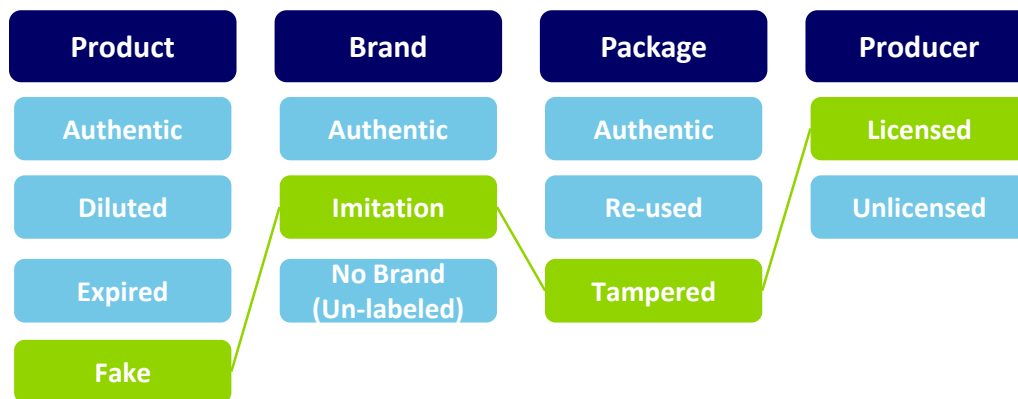 Product
Brand
Package
Producer
Authentic
Authentic
Authentic
Licensed
Diluted
Imitation
Re-used
Unlicensed
Expired
No Brand
(Un-labeled)
Tampered
Fake